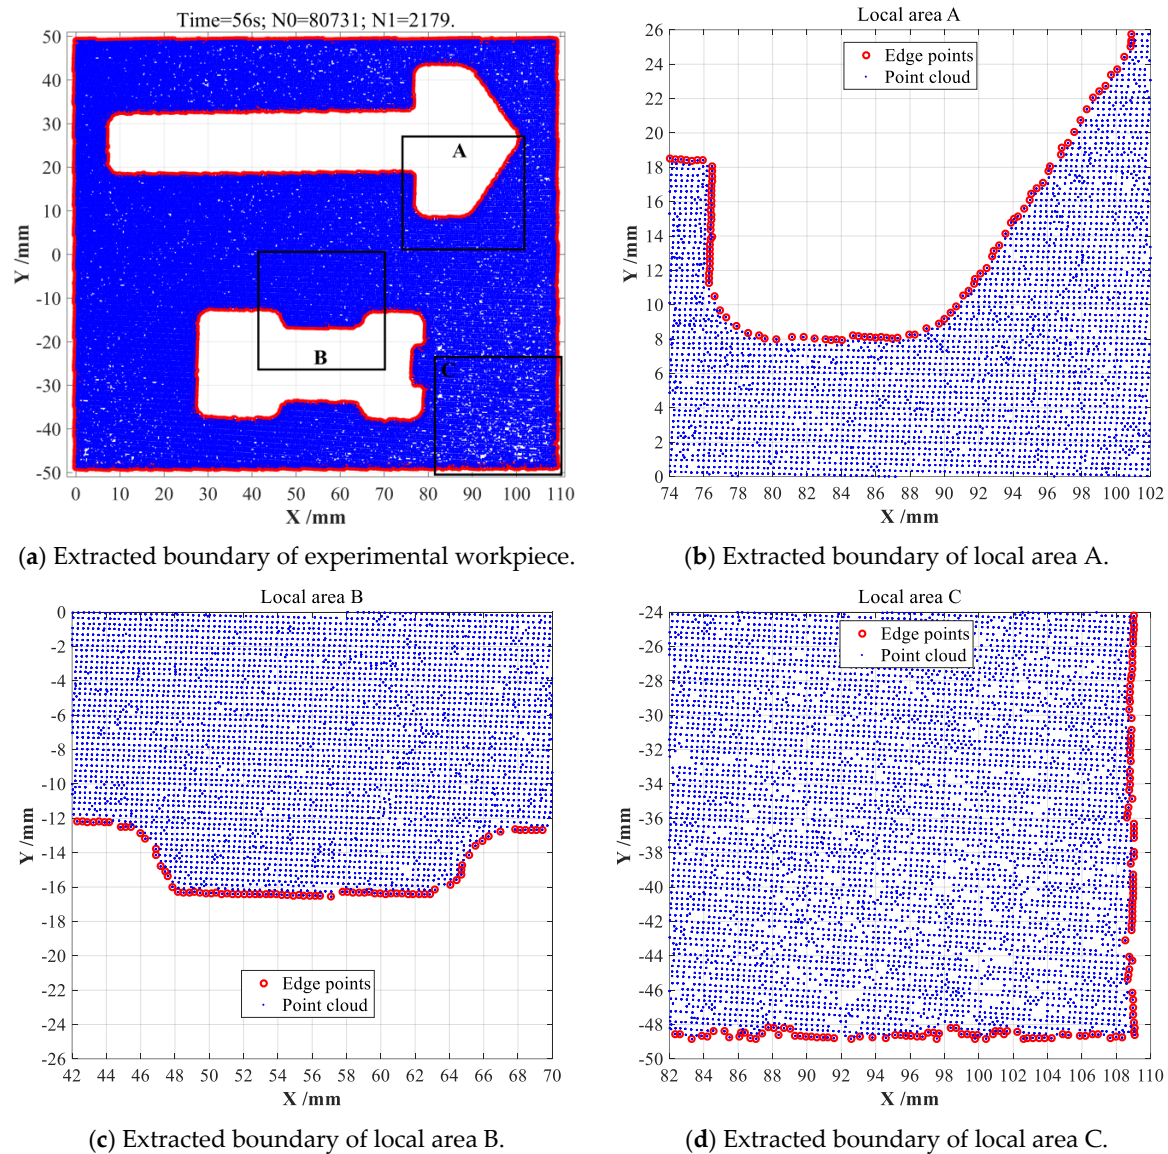 Time=56s; N0=80731; N1=2179.
50
40
30
20
10
0
-10
-20
-30
-40
-50
Y /mm
A
B
C
0 10 20 30 40 50 60 70 80 90 100 110
X /mm
(a) Extracted boundary of experimental workpiece.
Local area A
Edge points
Point cloud
26
24
22
20
18
16
14
12
10
8
6
4
2
0
Y /mm
74 76 78 80 82 84 86 88 90 92 94 96 98 100 102
X /mm
(b) Extracted boundary of local area A.
Local area B
0
-2
-4
-6
-8
-10
-12
-14
-16
-18
-20
-22
-24
-26
Y /mm
Edge points
Point cloud
42 44 46 48 50 52 54 56 58 60 62 64 66 68 70
X /mm
(c) Extracted boundary of local area B.
Local area C
Edge points
Point cloud
-24
-26
-28
-30
-32
-34
-36
-38
-40
-42
-44
-46
-48
-50
Y /mm
82 84 86 88 90 92 94 96 98 100 102 104 106 108 110
X /mm
(d) Extracted boundary of local area C.